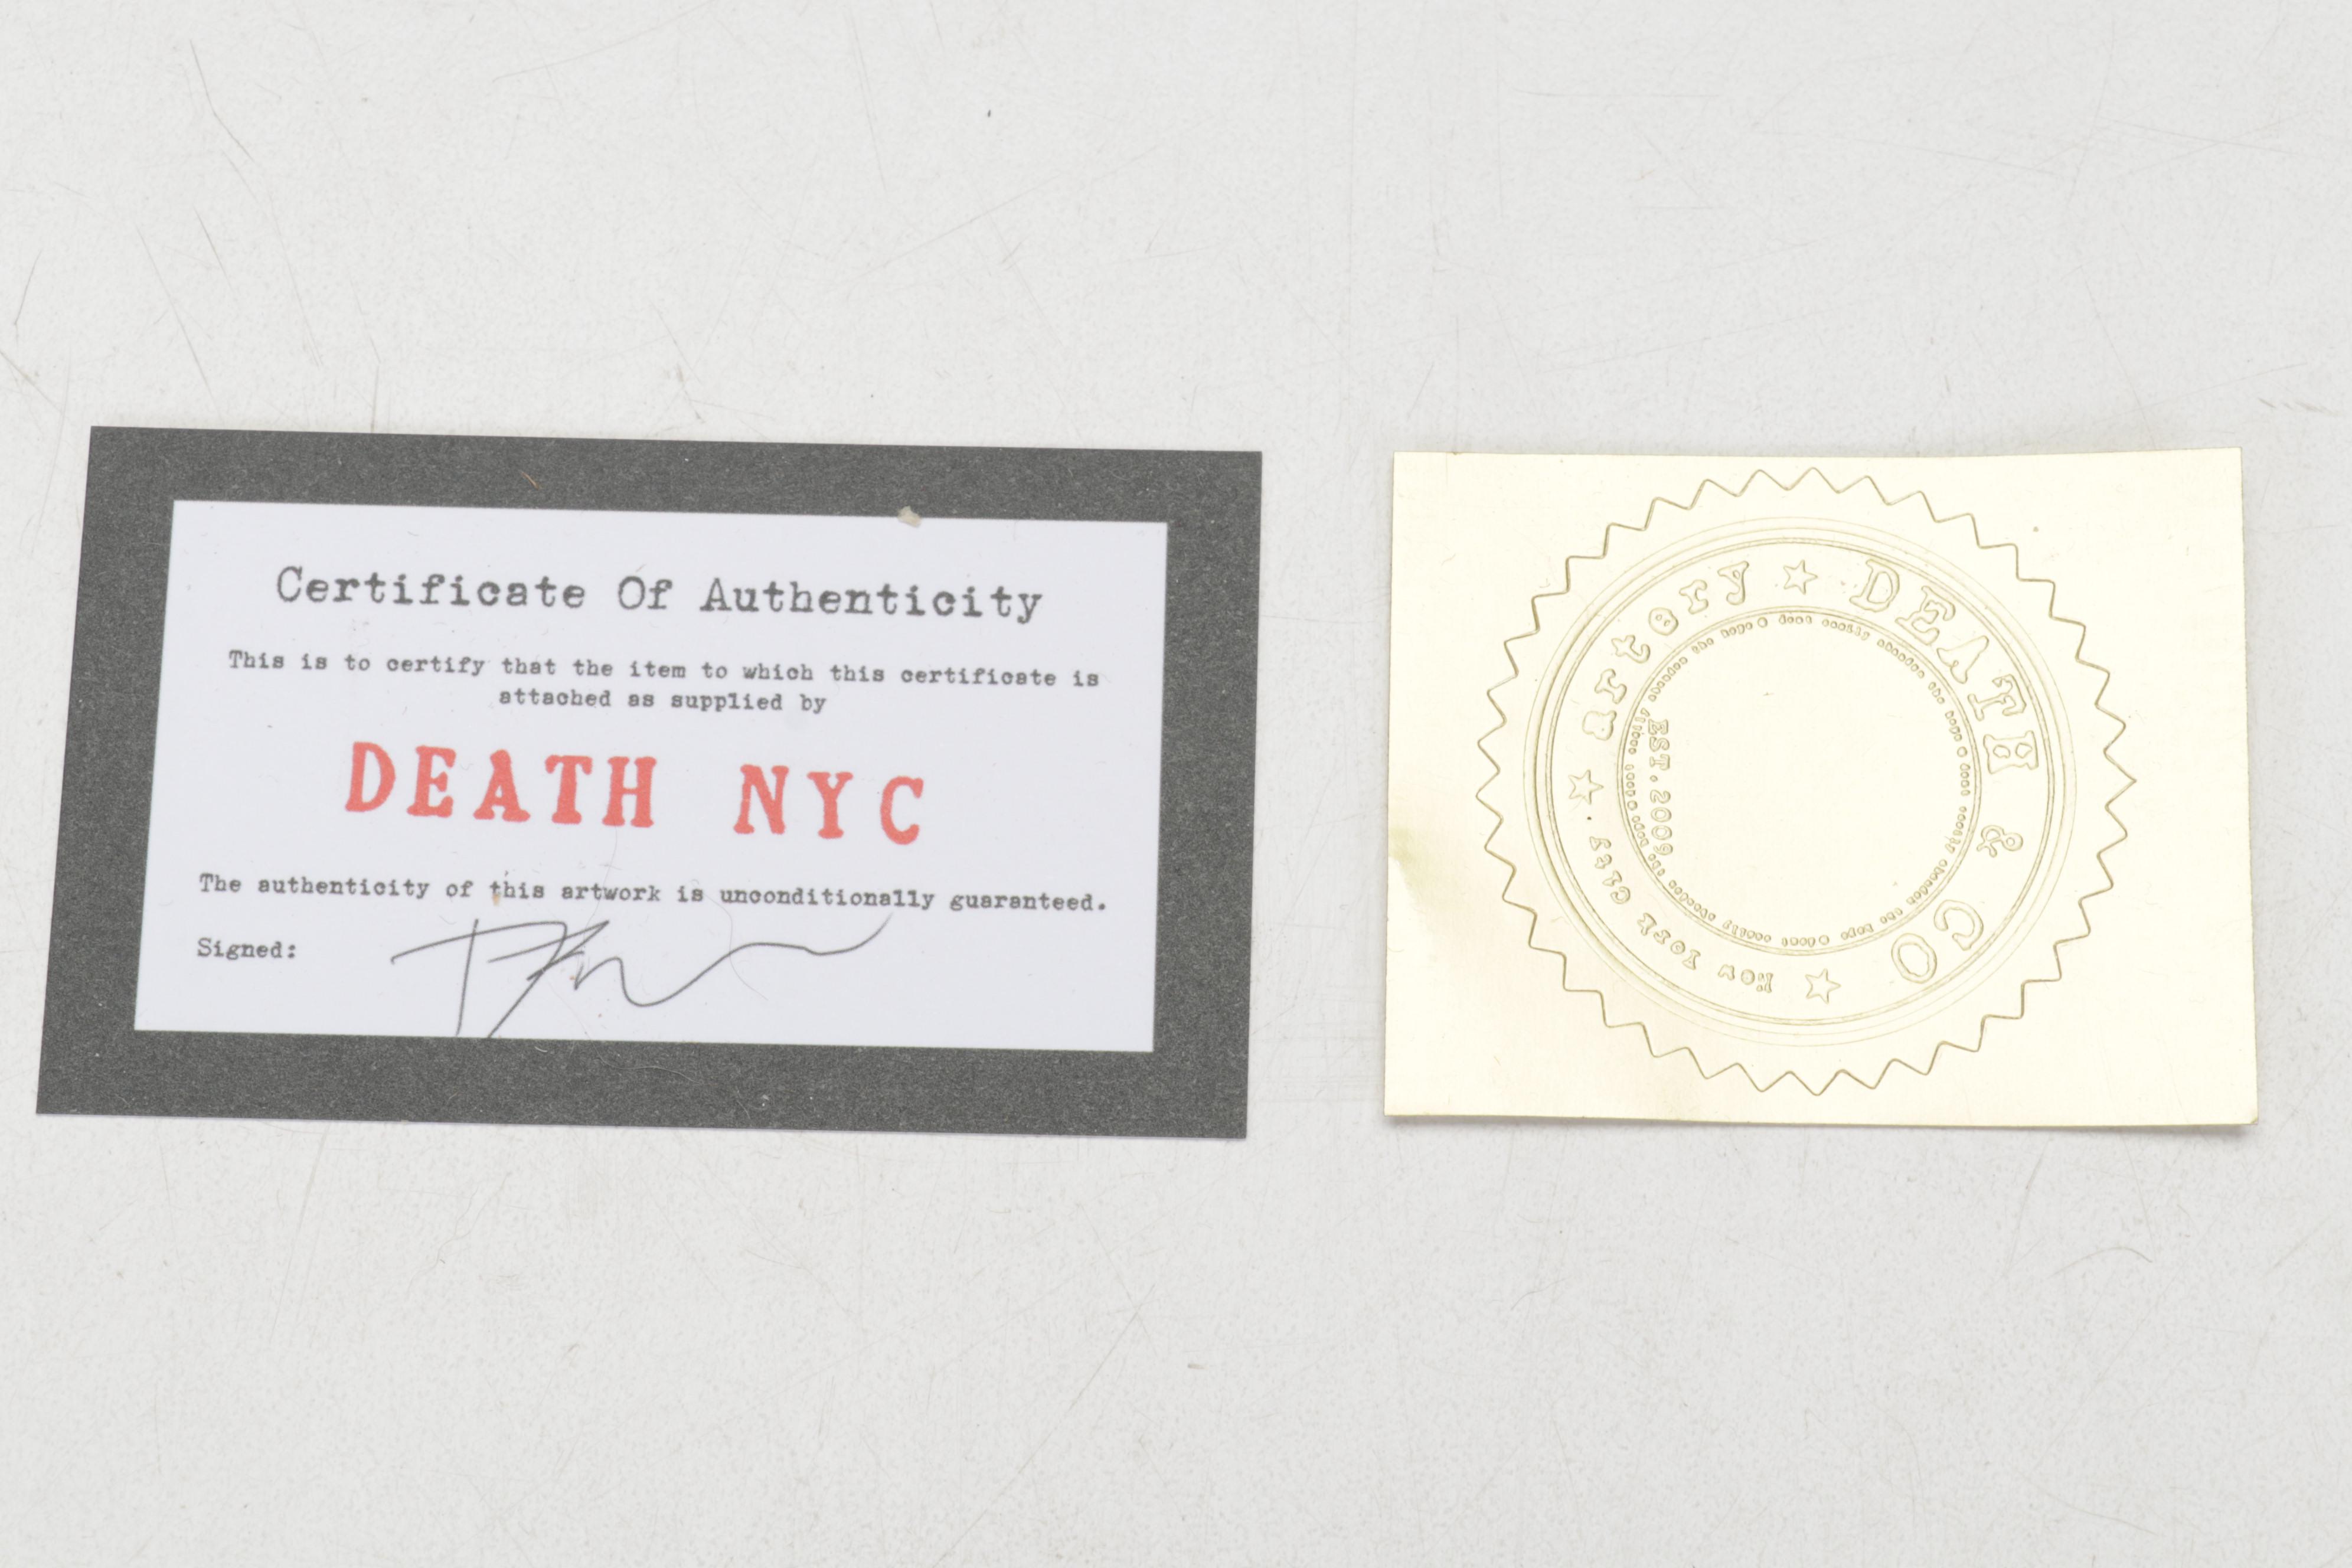 Certificate Of Authenticity
This is to certify that the item to which this certificate is
attached as supplied by
DEATH NYC
The authenticity of this artwork is unconditionally guaranteed.
Signed:
artery ☆ DEATH & CO ☆ New York City ☆
EST. 2009